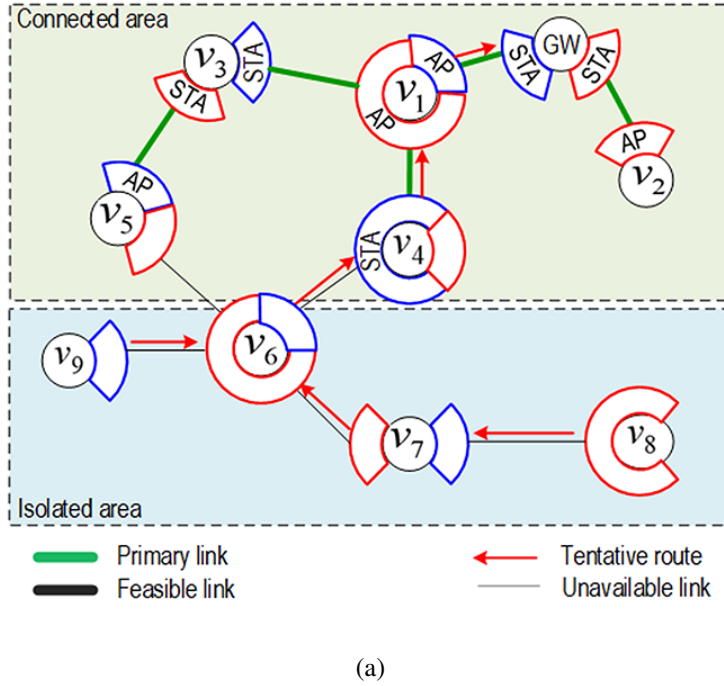 Connected area
v3
STA
STA
AP
v1
AP
STA
GW
STA
AP
v2
AP
v5
STA
v4
v9
v6
v7
v8
Isolated area
Primary link
Tentative route
Feasible link
Unavailable link
(a)